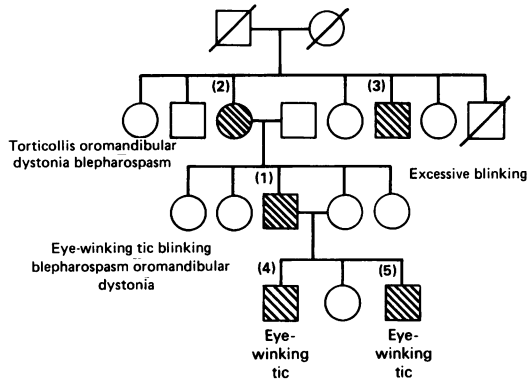 (2)
(3)
Torticollis oromandibular
dystonia blepharospasm
(1)
Excessive blinking
Eye-winking tic blinking
blepharospasm oromandibular
dystonia
(4)
(5)
Eye-
winking
tic
Eye-
winking
tic